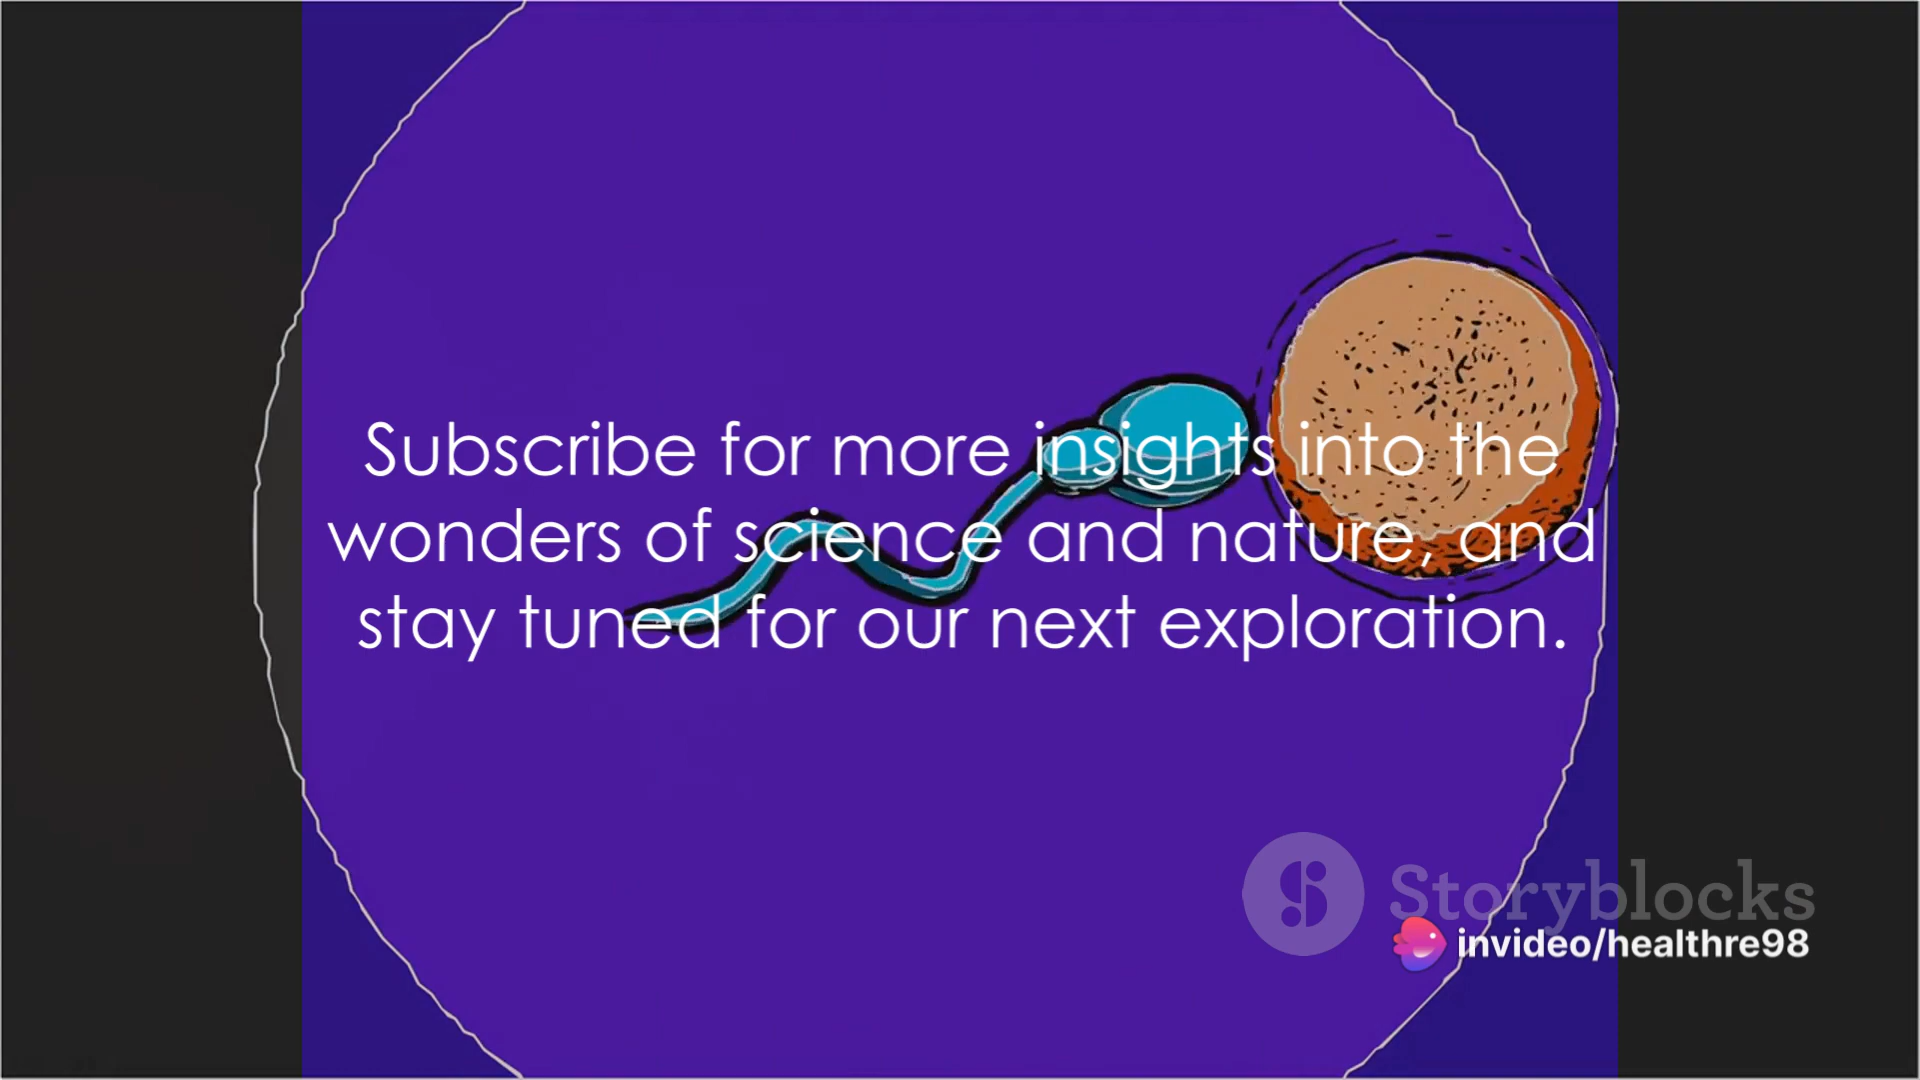 Subscribe for more insights into the
wonders of science and nature, and
stay tuned for our next exploration.
Storyblocks
invideo/healthre98